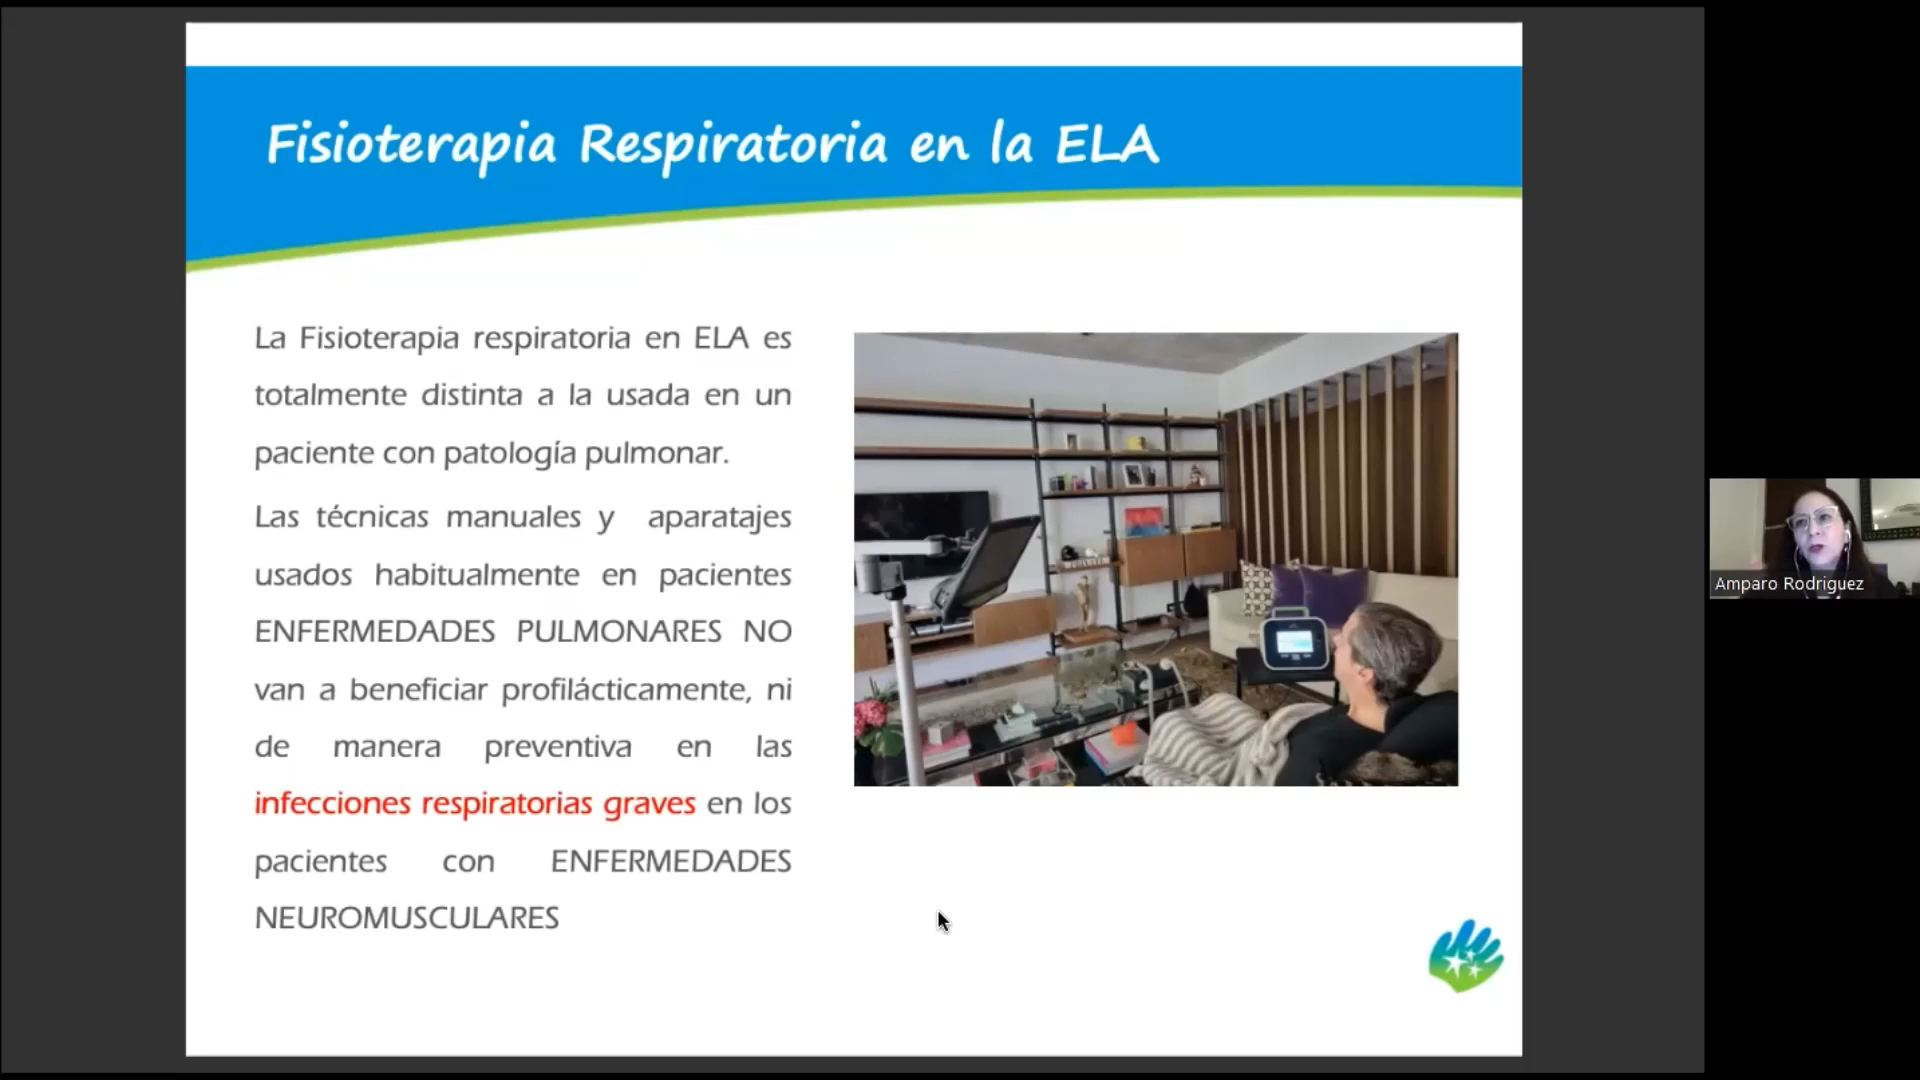 Fisioterapia Respiratoria en la ELA
La Fisioterapia respiratoria en ELA es
totalmente distinta a la usada en un
paciente con patología pulmonar.
Las técnicas manuales y aparatajes
usados habitualmente en pacientes
ENFERMEDADES PULMONARES NO
van a beneficiar profilácticamente, ni
de manera preventiva en las
infecciones respiratorias graves en los
pacientes con ENFERMEDADES
NEUROMUSCULARES
Amparo Rodriguez